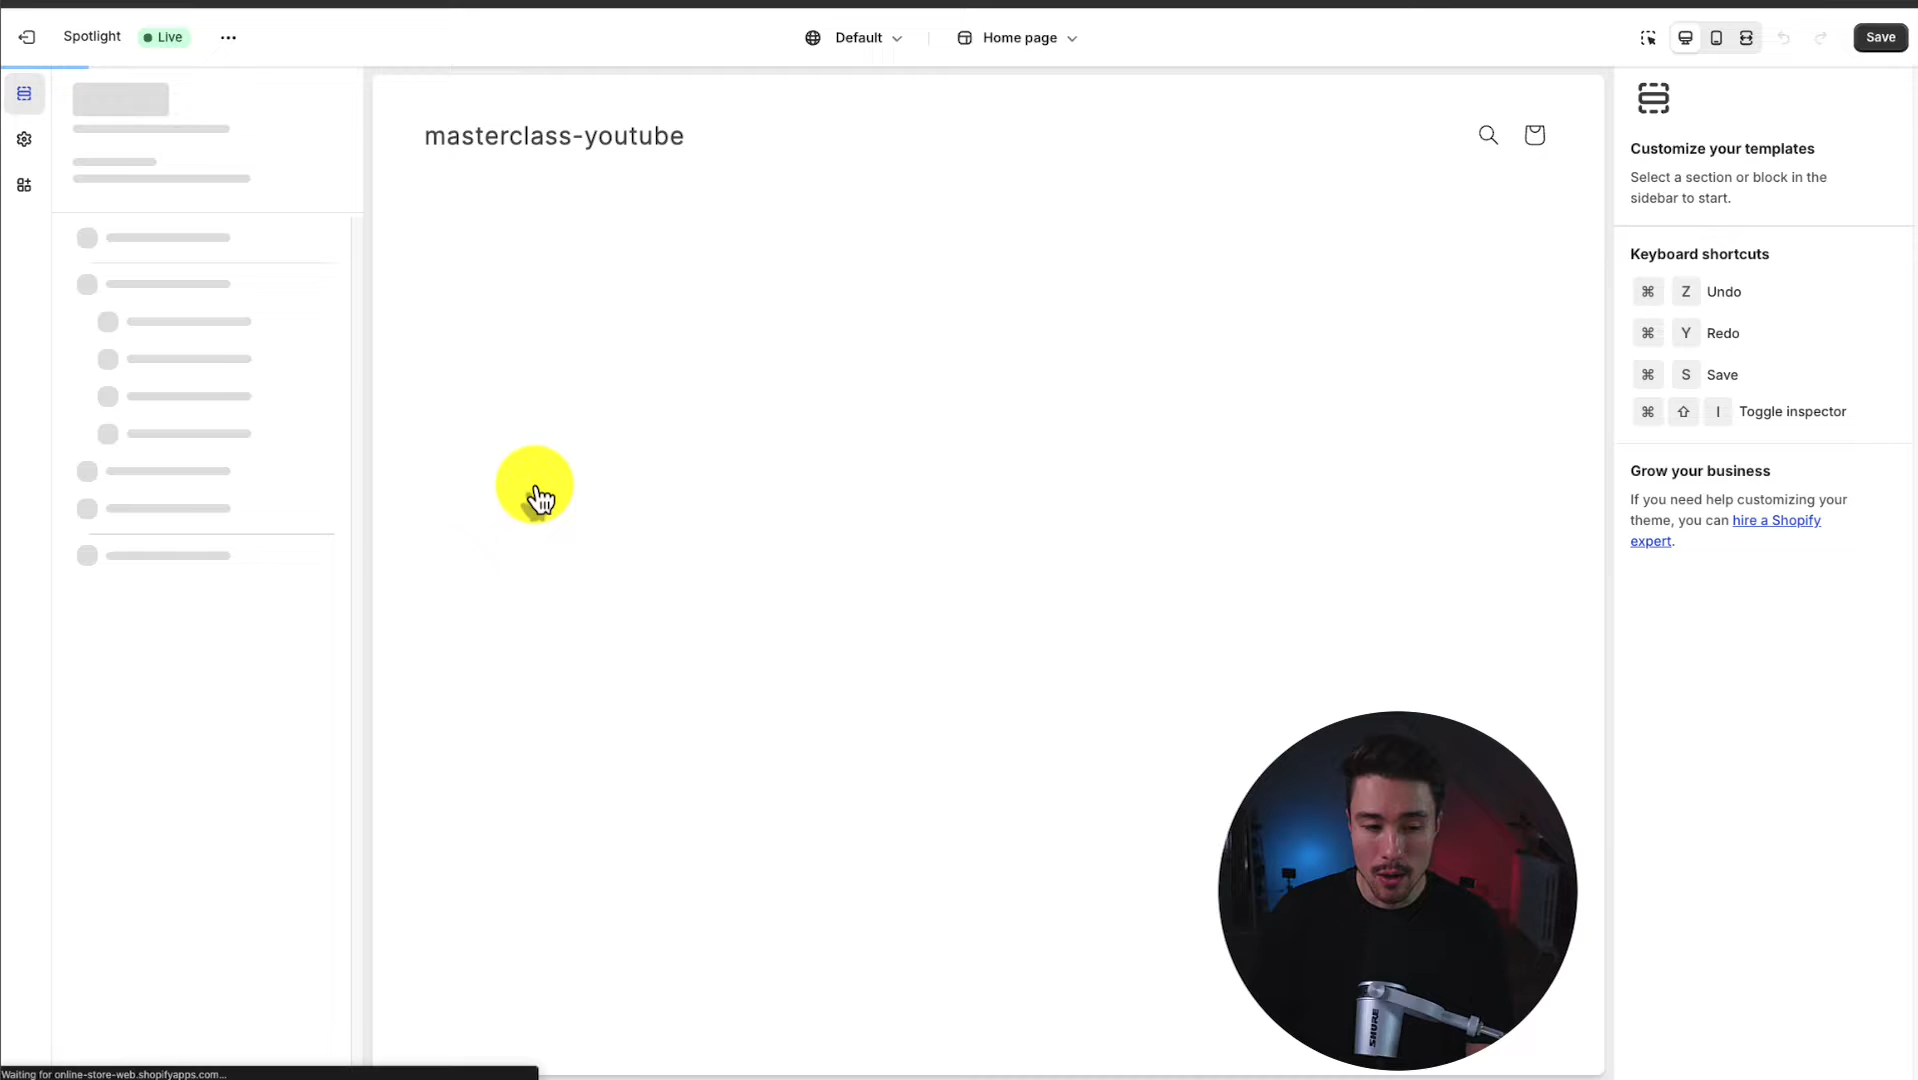 Spotlight
Live
Default
Home page
Save
masterclass-youtube
Customize your templates
Select a section or block in the
sidebar to start.
Keyboard shortcuts
⌘ Z Undo
⌘ Y Redo
⌘ S Save
⌘ ⇧ I Toggle inspector
Grow your business
If you need help customizing your
theme, you can hire a Shopify
expert.
SHURE
Waiting for online-store-web.shopifyapps.com...